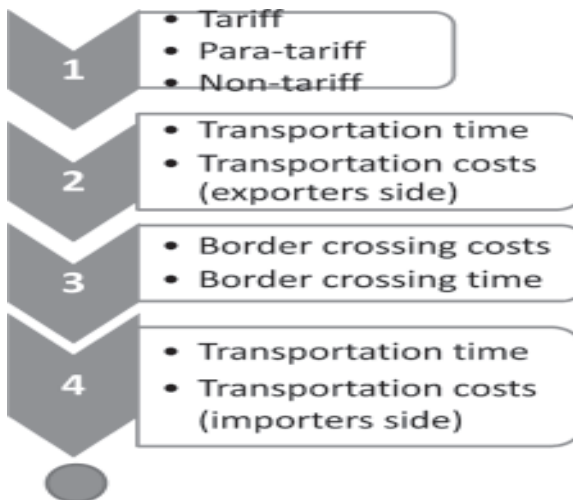 1
• Tariff
• Para-tariff
• Non-tariff
2
• Transportation time
• Transportation costs
(exporters side)
3
• Border crossing costs
• Border crossing time
4
• Transportation time
• Transportation costs
(importers side)